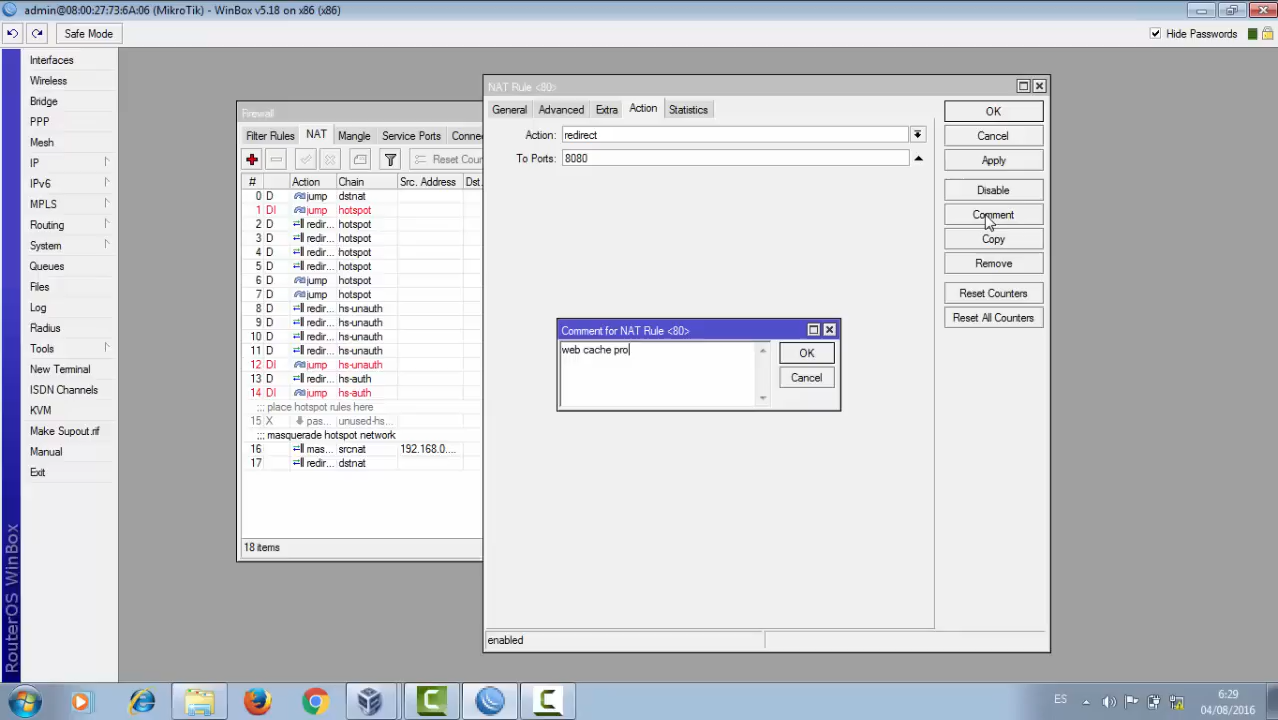 admin@08:00:27:73:6A:06 (MikroTik) - WinBox v5.18 on x86 (x86)
Safe Mode
Hide Passwords
Interfaces
Wireless
Bridge
PPP
Mesh
IP
IPv6
MPLS
Routing
System
Queues
Files
Log
Radius
Tools
New Terminal
ISDN Channels
KVM
Make Supout.rif
Manual
Exit
RouterOS WinBox
Firewall
Filter Rules NAT Mangle Service Ports Connec
Reset Cour
# Action Chain Src. Address Dst.
0 D jump dstnat
1 DI jump hotspot
2 D redir... hotspot
3 D redir... hotspot
4 D redir... hotspot
5 D redir... hotspot
6 D jump hotspot
7 D jump hotspot
8 D redir... hs-unauth
9 D redir... hs-unauth
10 D redir... hs-unauth
11 D redir... hs-unauth
12 DI jump hs-unauth
13 D redir... hs-auth
14 DI jump hs-auth
::: place hotspot rules here
15 X pas... unused-hs...
::: masquerade hotspot network
16 mas... srcnat 192.168.0....
17 redir... dstnat
18 items
NAT Rule <80>
General Advanced Extra Action Statistics
Action: redirect
To Ports: 8080
OK
Cancel
Apply
Disable
Comment
Copy
Remove
Reset Counters
Reset All Counters
Comment for NAT Rule <80>
web cache pro
OK
Cancel
enabled
ES
6:29
04/08/2016